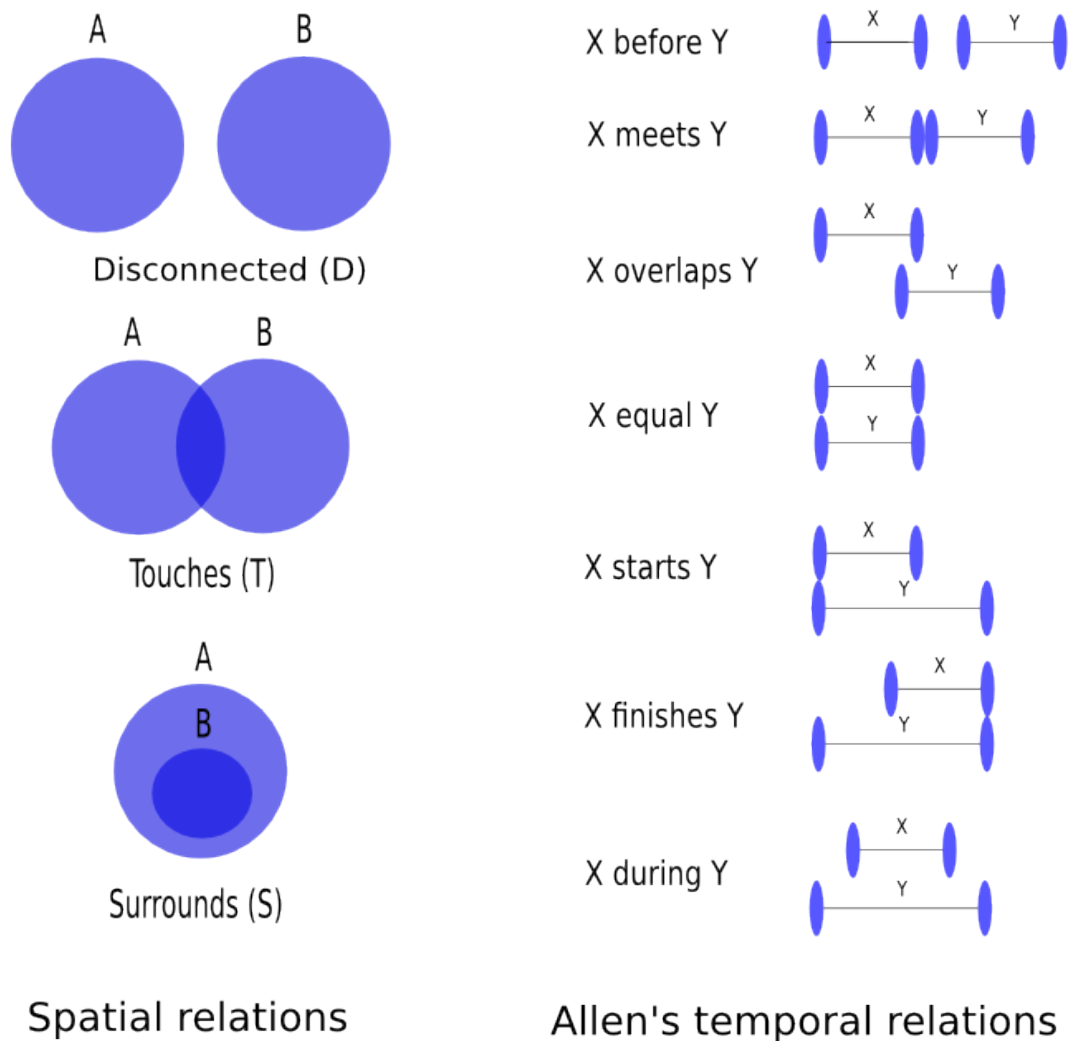 A B
Disconnected (D)
A B
Touches (T)
A
B
Surrounds (S)
Spatial relations
X before Y
X Y
X meets Y
X Y
X overlaps Y
X
Y
X equal Y
X
Y
X starts Y
X
Y
X finishes Y
X
Y
X during Y
X
Y
Allen's temporal relations